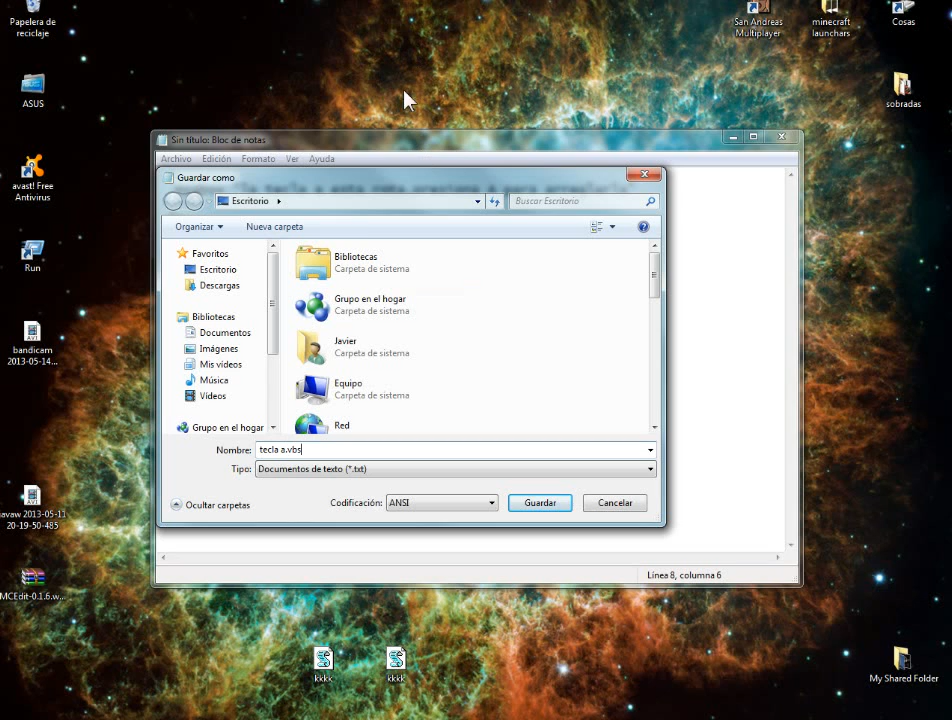 Papelera de
reciclaje
San Andreas
Multiplayer
minecraft
launchars
Cosas
ASUS
sobradas
avast! Free
Antivirus
Run
bandicam
2013-05-14...
javaw 2013-05-11
20-19-50-485
MCEdit-0.1.6.w...
kkkk
kkkk
My Shared Folder
Sin título: Bloc de notas
Archivo Edición Formato Ver Ayuda
Guardar como
Escritorio
Buscar Escritorio
Organizar
Nueva carpeta
Favoritos
Escritorio
Descargas
Bibliotecas
Documentos
Imágenes
Mis vídeos
Música
Vídeos
Grupo en el hogar
Bibliotecas
Carpeta de sistema
Grupo en el hogar
Carpeta de sistema
Javier
Carpeta de sistema
Equipo
Carpeta de sistema
Red
Nombre: tecla a.vbs
Tipo: Documentos de texto (*.txt)
Ocultar carpetas
Codificación: ANSI
Guardar
Cancelar
Línea 8, columna 6